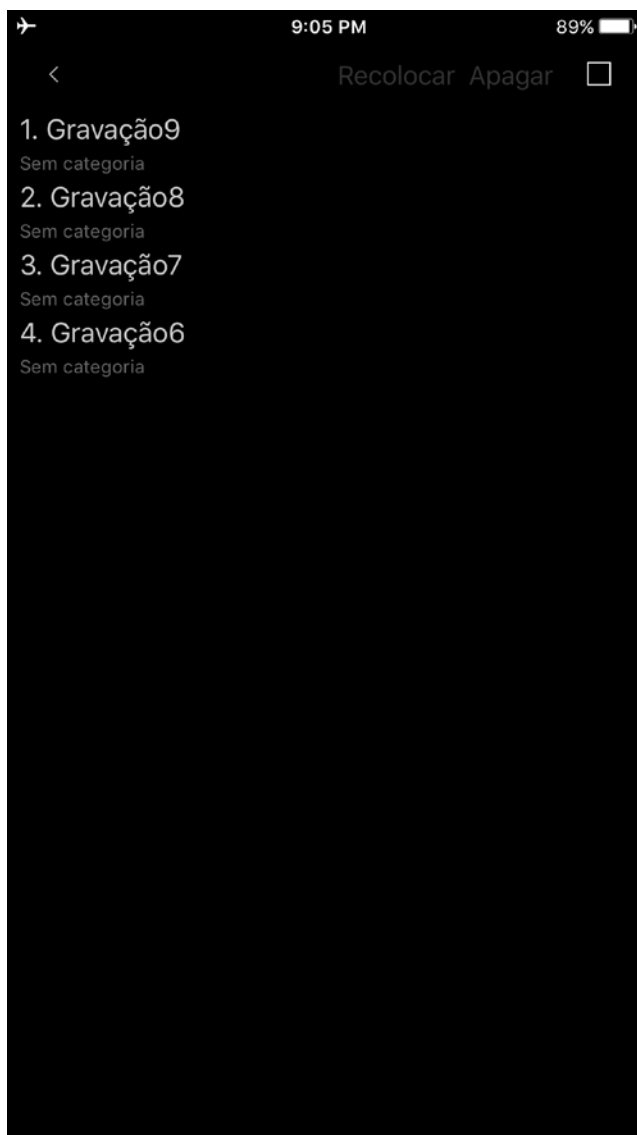 9:05 PM 89%
Recolocar Apagar
1. Gravação9
Sem categoria
2. Gravação8
Sem categoria
3. Gravação7
Sem categoria
4. Gravação6
Sem categoria